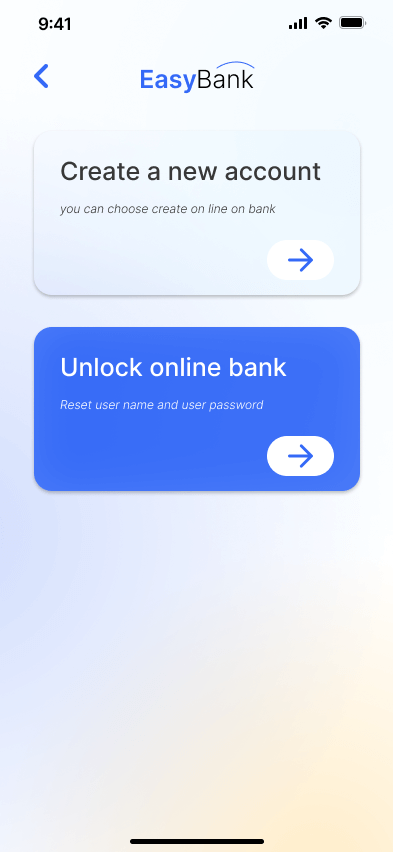 9:41
EasyBank
Create a new account
you can choose create on line on bank
Unlock online bank
Reset user name and user password